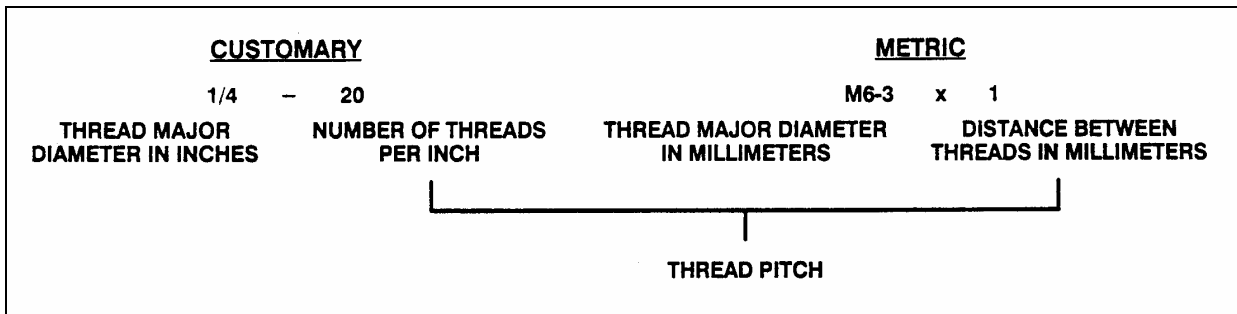 CUSTOMARY
1/4 – 20
THREAD MAJOR
DIAMETER IN INCHES
NUMBER OF THREADS
PER INCH
METRIC
M6-3 x 1
THREAD MAJOR DIAMETER
IN MILLIMETERS
DISTANCE BETWEEN
THREADS IN MILLIMETERS
THREAD PITCH